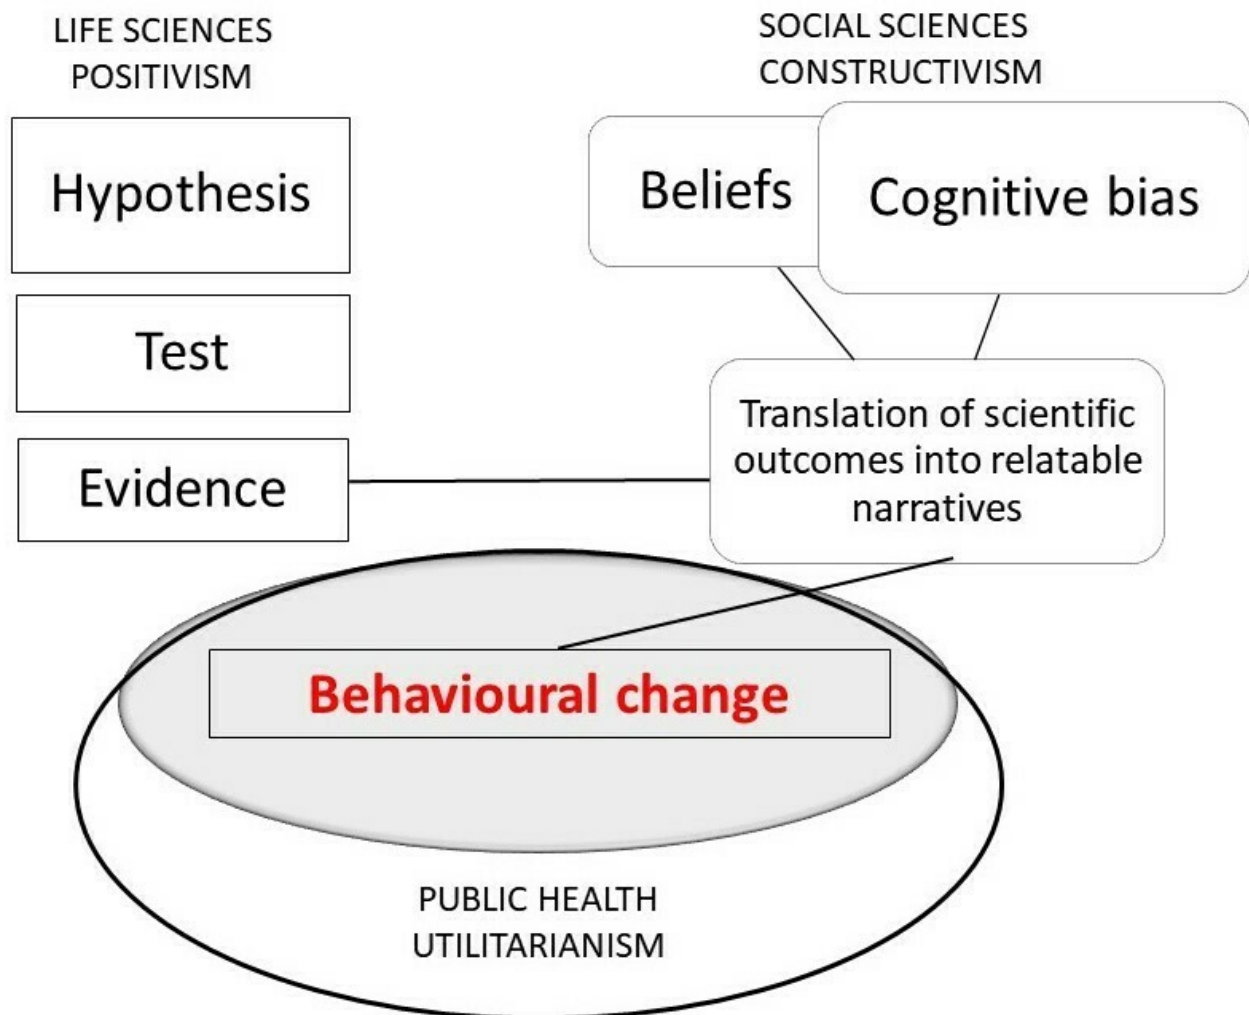 LIFE SCIENCES
POSITIVISM
Hypothesis
Test
Evidence
SOCIAL SCIENCES
CONSTRUCTIVISM
Beliefs
Cognitive bias
Translation of scientific
outcomes into relatable
narratives
Behavioural change
PUBLIC HEALTH
UTILITARIANISM